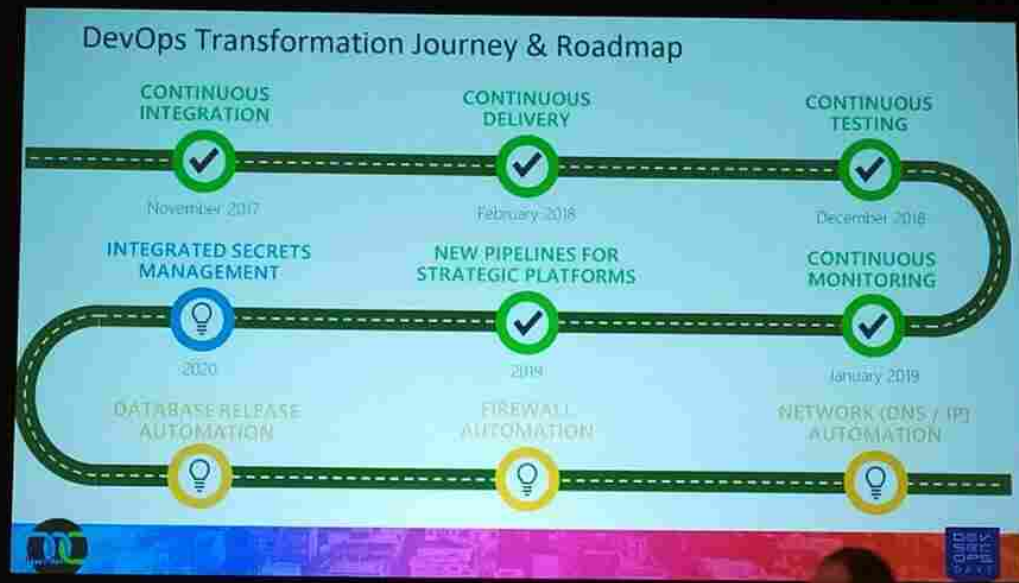 DevOps Transformation Journey & Roadmap
CONTINUOUS
INTEGRATION
November 2017
CONTINUOUS
DELIVERY
February 2018
CONTINUOUS
TESTING
December 2018
CONTINUOUS
MONITORING
January 2019
NEW PIPELINES FOR
STRATEGIC PLATFORMS
2019
INTEGRATED SECRETS
MANAGEMENT
2020
DATABASE RELEASE
AUTOMATION
FIREWALL
AUTOMATION
NETWORK (DNS / IP)
AUTOMATION